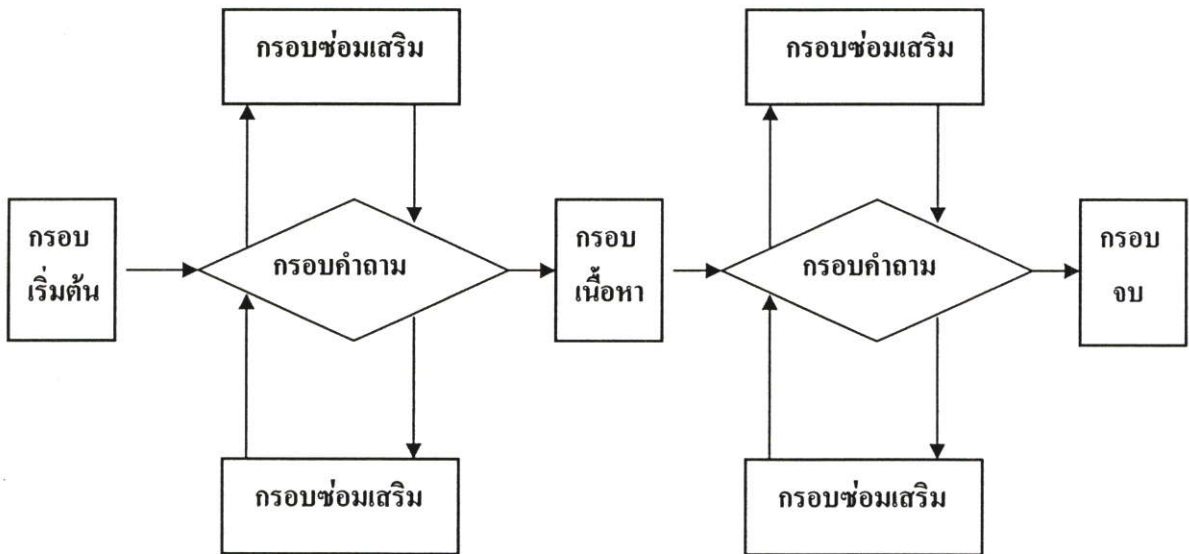 กรอบซ่อมเสริม
กรอบซ่อมเสริม
กรอบ
เริ่มต้น
กรอบคำถาม
กรอบ
เนื้อหา
กรอบคำถาม
กรอบ
จบ
กรอบซ่อมเสริม
กรอบซ่อมเสริม